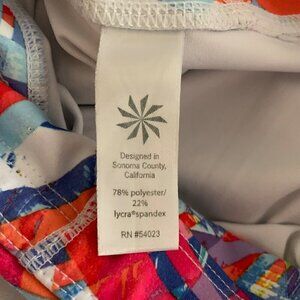 Designed in
Sonoma County,
California
78% polyester/
22%
lycra®spandex
RN #54023